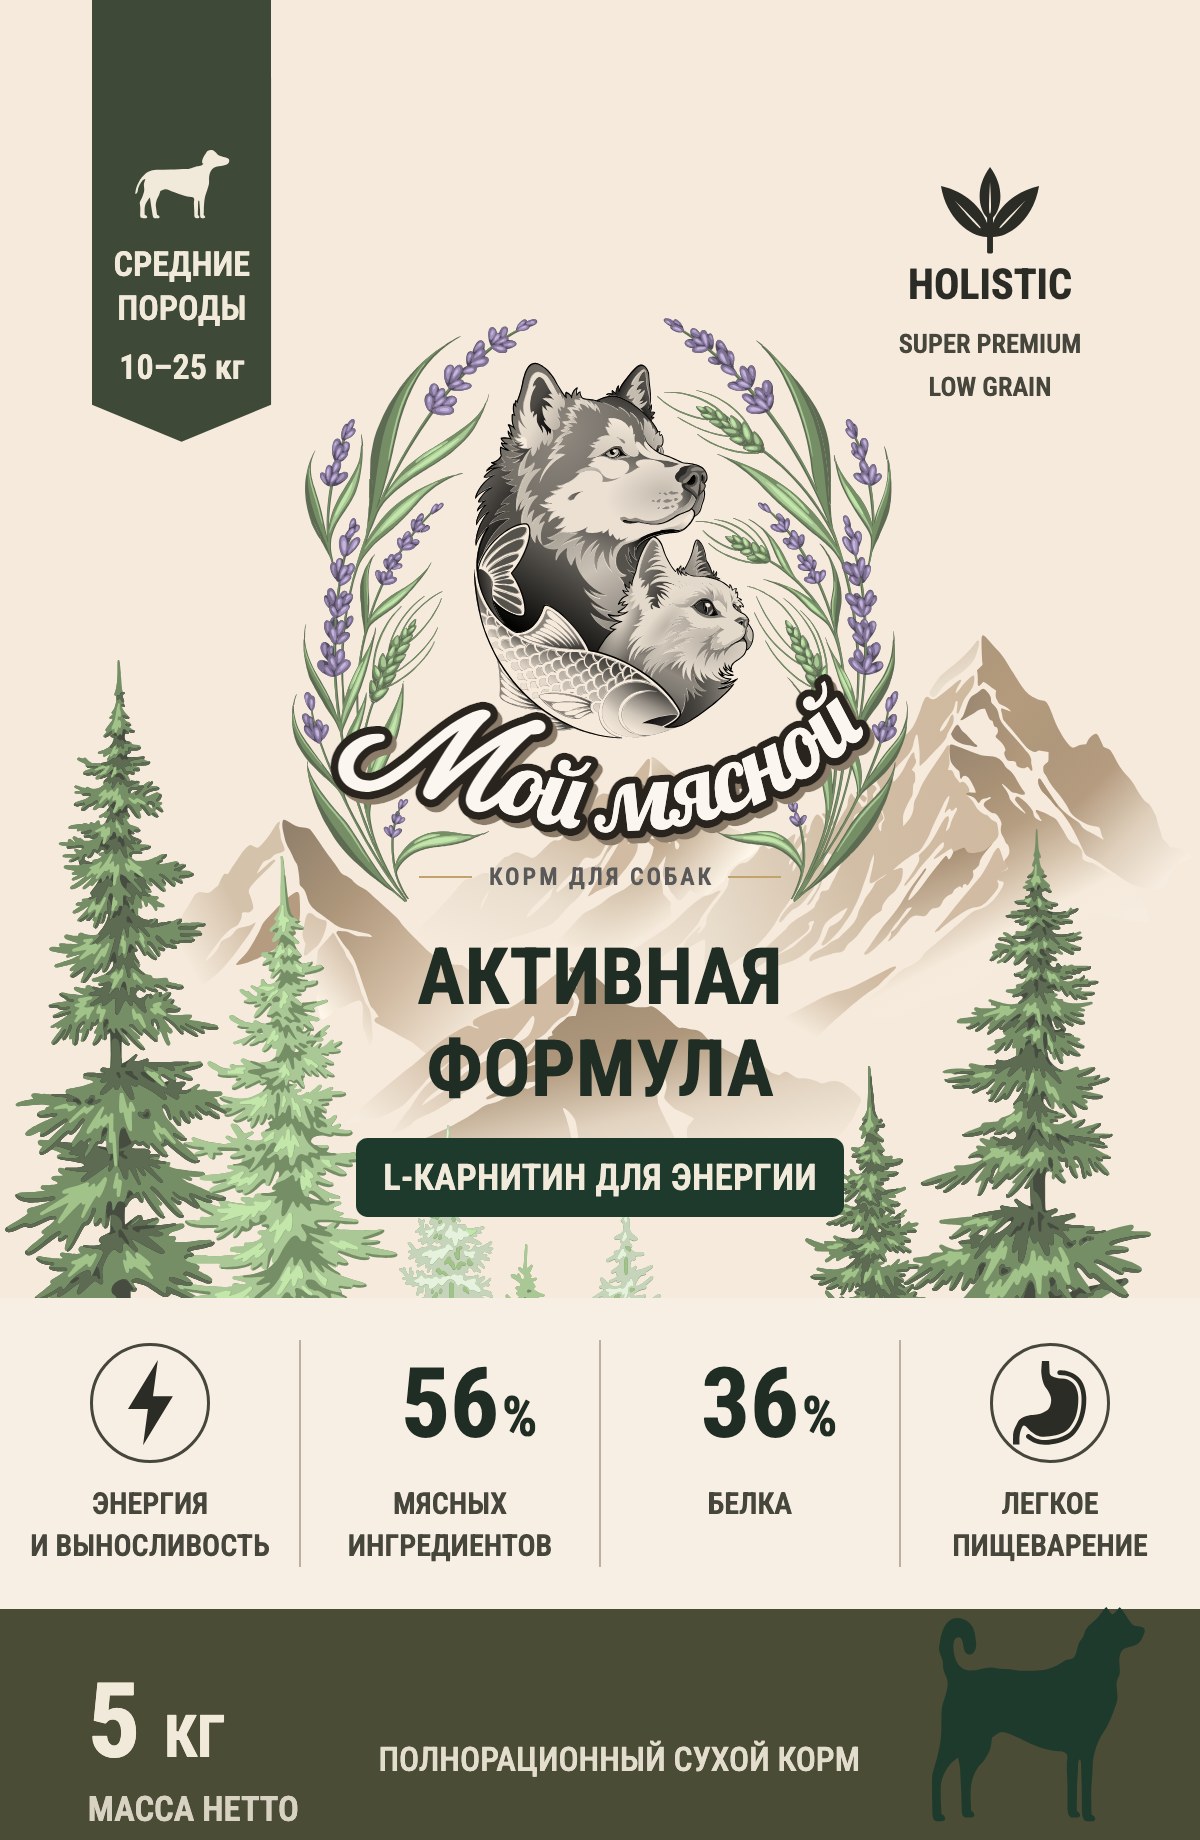 СРЕДНИЕ
ПОРОДЫ
10–25 кг
HOLISTIC
SUPER PREMIUM
LOW GRAIN
Мой мясной
КОРМ ДЛЯ СОБАК
АКТИВНАЯ
ФОРМУЛА
L-КАРНИТИН ДЛЯ ЭНЕРГИИ
ЭНЕРГИЯ
И ВЫНОСЛИВОСТЬ
56%
МЯСНЫХ
ИНГРЕДИЕНТОВ
36%
БЕЛКА
ЛЕГКОЕ
ПИЩЕВАРЕНИЕ
5 кг
МАССА НЕТТО
ПОЛНОРАЦИОННЫЙ СУХОЙ КОРМ